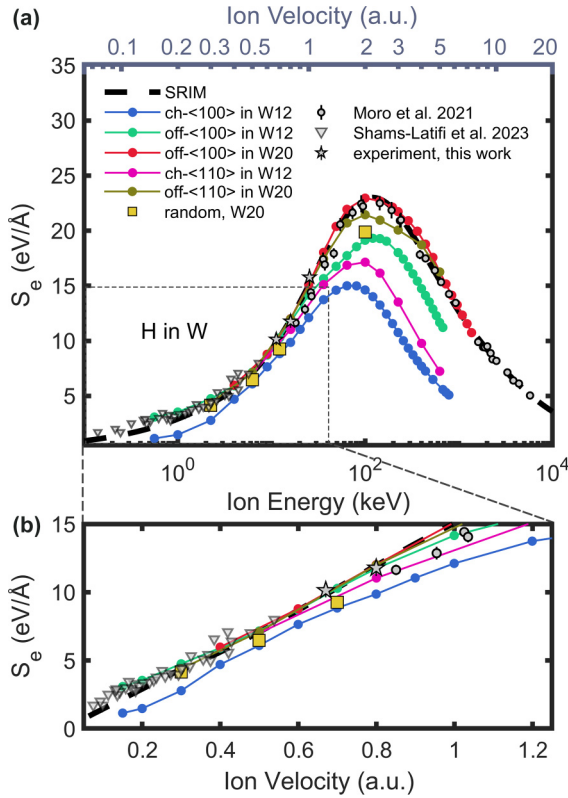 (a)
Ion Velocity (a.u.)
0.1 0.2 0.3 0.5 1 2 3 5 10 20
35
30
25
20
15
10
5
S_e (eV/Å)
SRIM
ch-<100> in W12
off-<100> in W12
off-<100> in W20
ch-<110> in W12
off-<110> in W20
random, W20
Moro et al. 2021
Shams-Latifi et al. 2023
experiment, this work
H in W
10^0 10^2 10^4
Ion Energy (keV)
(b)
15
10
5
0
S_e (eV/Å)
0.2 0.4 0.6 0.8 1 1.2
Ion Velocity (a.u.)